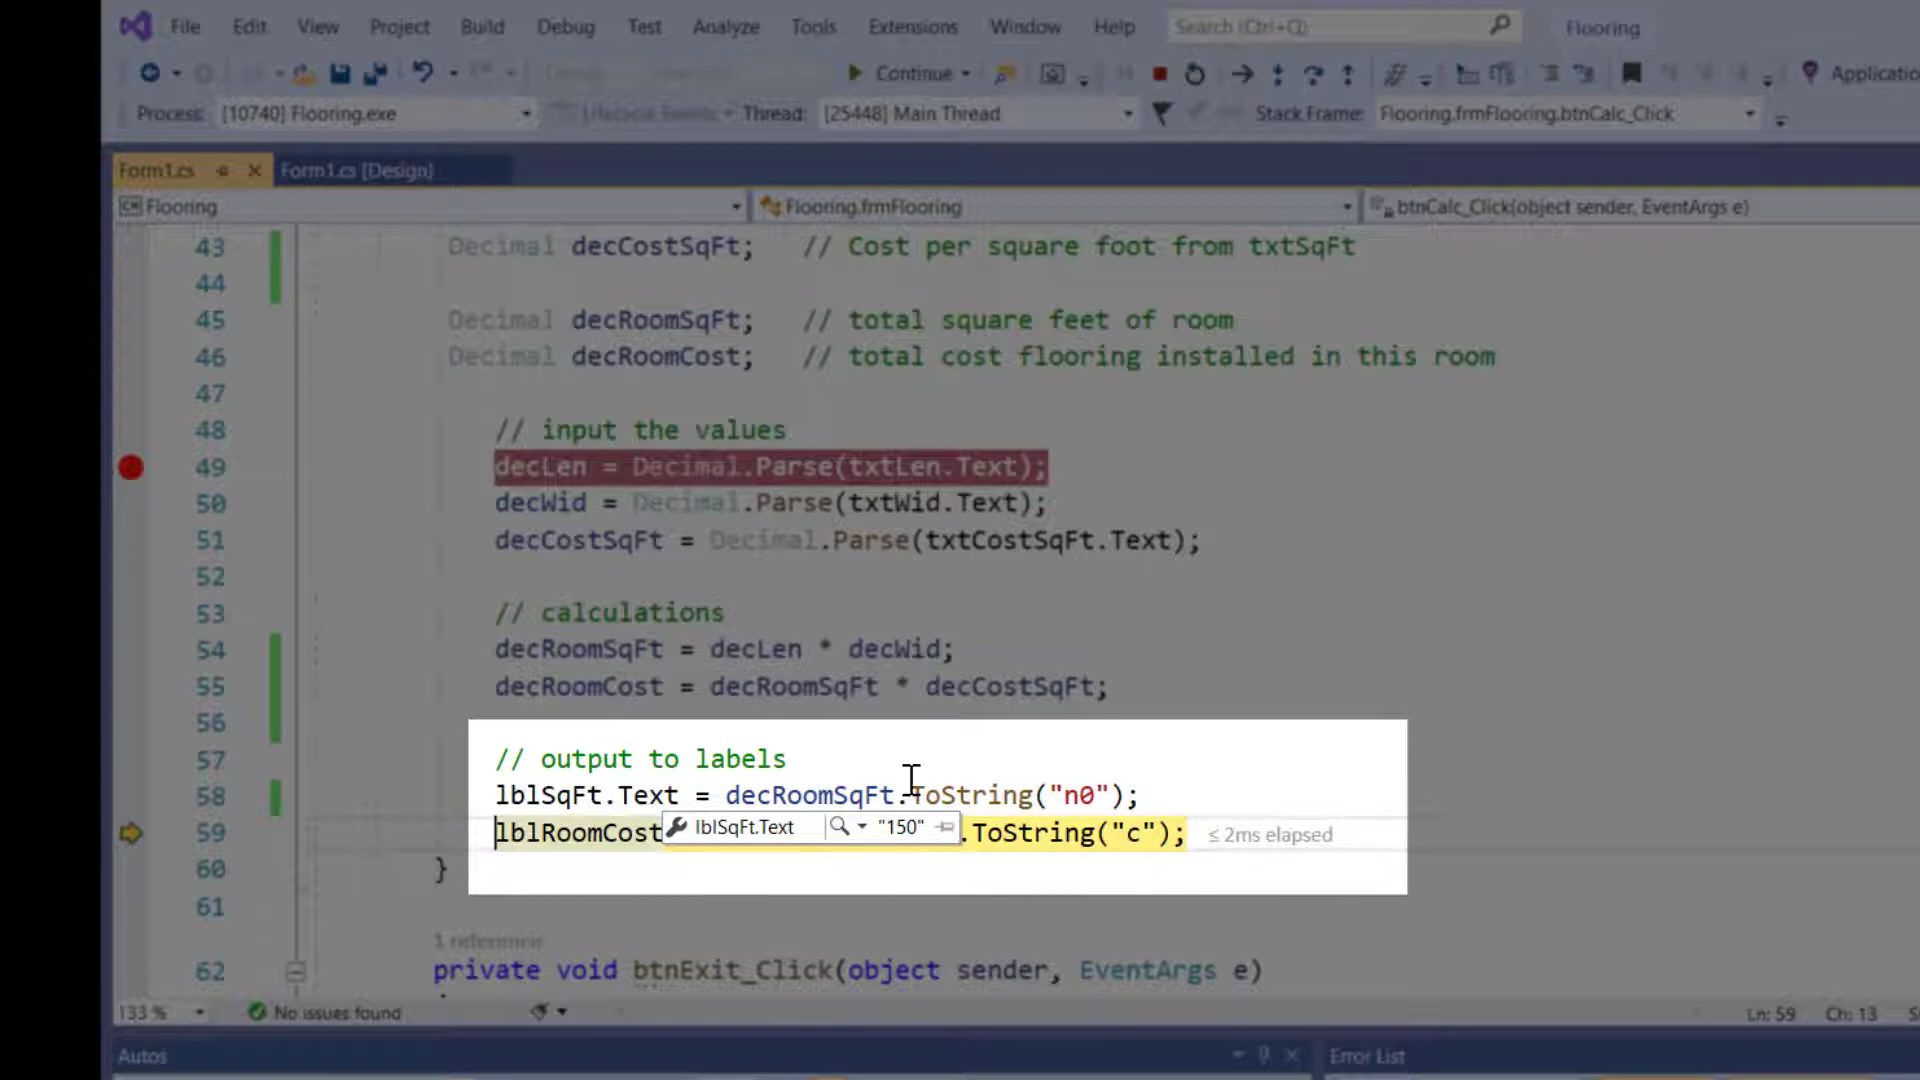 File Edit View Project Build Debug Test Analyze Tools Extensions Window Help Search (Ctrl+Q) Flooring
Continue Applicatio
Process: [10740] Flooring.exe Lifecycle Events Thread: [25448] Main Thread Stack Frame: Flooring.frmFlooring.btnCalc_Click
Form1.cs Form1.cs [Design]
Flooring Flooring.frmFlooring btnCalc_Click(object sender, EventArgs e)
43 Decimal decCostSqFt; // Cost per square foot from txtSqFt
44
45 Decimal decRoomSqFt; // total square feet of room
46 Decimal decRoomCost; // total cost flooring installed in this room
47
48 // input the values
49 decLen = Decimal.Parse(txtLen.Text);
50 decWid = Decimal.Parse(txtWid.Text);
51 decCostSqFt = Decimal.Parse(txtCostSqFt.Text);
52
53 // calculations
54 decRoomSqFt = decLen * decWid;
55 decRoomCost = decRoomSqFt * decCostSqFt;
56
57 // output to labels
58 lblSqFt.Text = decRoomSqFt.ToString("n0");
59 lblRoomCost lblSqFt.Text "150" .ToString("c"); ≤ 2ms elapsed
60 }
61
1 reference
62 private void btnExit_Click(object sender, EventArgs e)
133 % No issues found Ln: 59 Ch: 13
Autos Error List